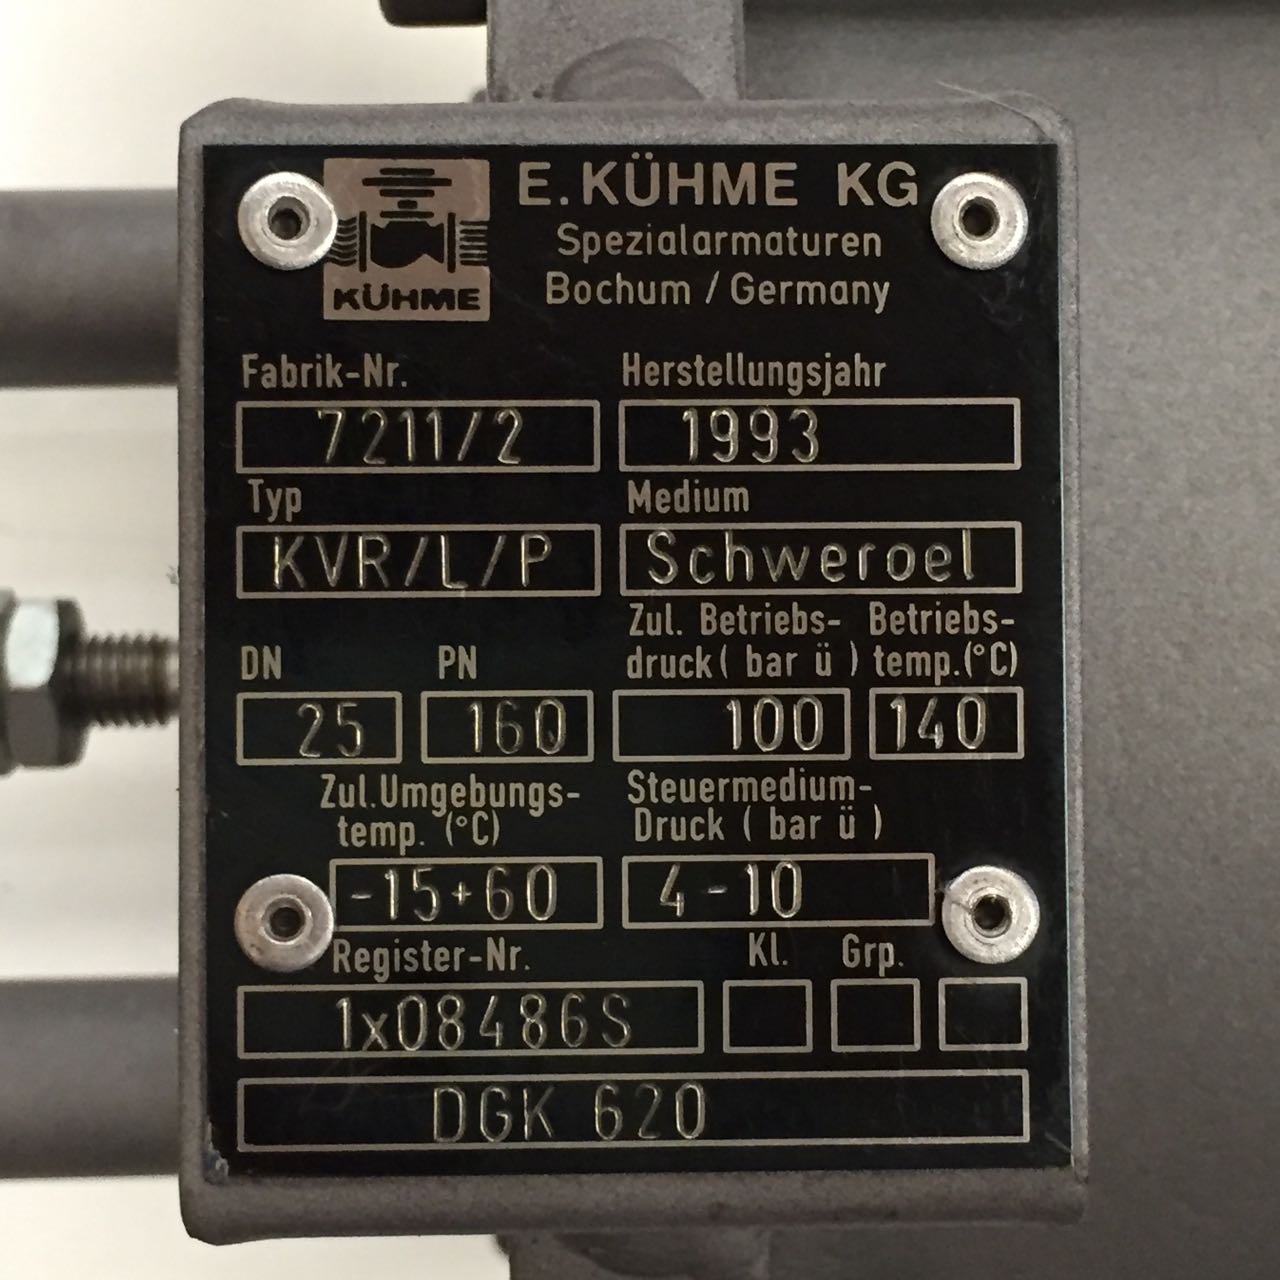 KÜHME
E. KÜHME KG
Spezialarmaturen
Bochum / Germany
Fabrik-Nr. Herstellungsjahr
7211/2 1993
Typ Medium
KVR/L/P Schweroel
DN PN Zul. Betriebs-druck ( bar ü ) Betriebs-temp. (°C)
25 160 100 140
Zul. Umgebungs- Steuermedium-
temp. (°C) Druck ( bar ü )
-15+60 4-10
Register-Nr. Kl. Grp.
1x08486S
DGK 620